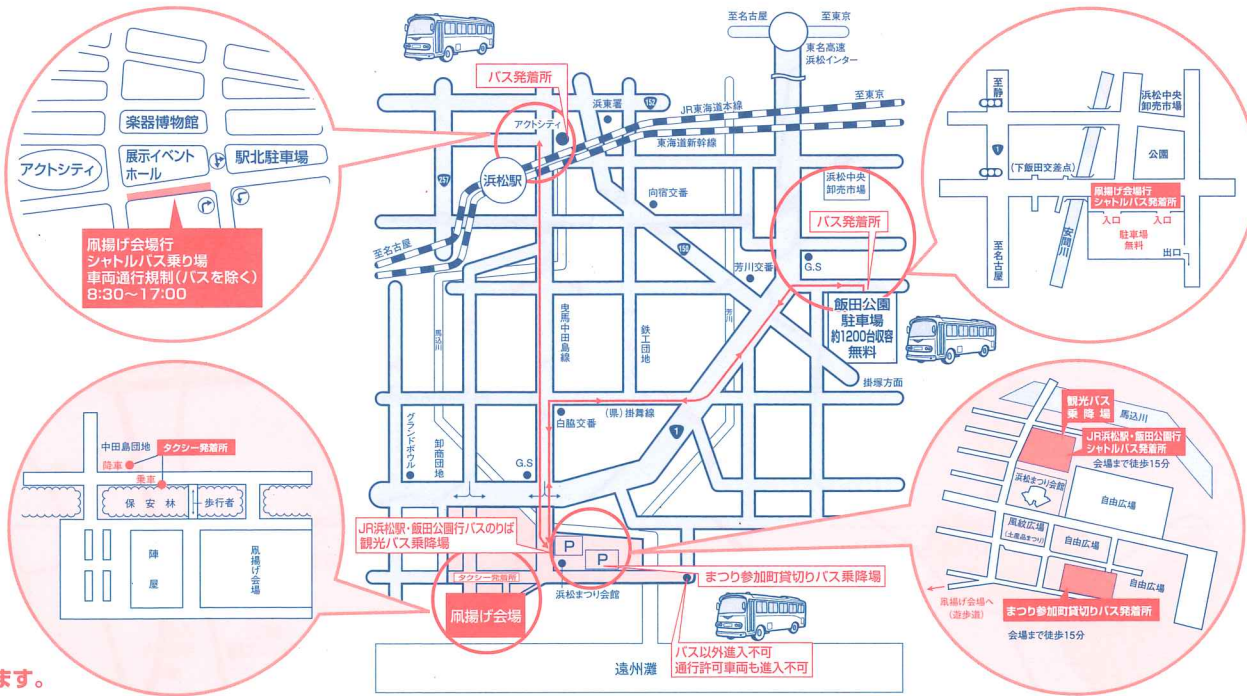 楽器博物館
アクトシティ
展示イベント
ホール
駅北駐車場
凧揚げ会場行
シャトルバス乗り場
車両通行規制(バスを除く)
8:30〜17:00
至名古屋
至東京
東名高速
浜松インター
バス発着所
浜東署
152
JR東海道本線
至東京
アクトシティ
東海道新幹線
257
浜松駅
向宿交番
浜松中央
卸売市場
バス発着所
至名古屋
150
芳川交番
G.S
飯田公園
駐車場
約1200台収容
無料
馬込川
曳馬中田島線
鉄工団地
芳川
掛塚方面
(県)掛舞線
白脇交番
1
グランドボウル
卸商団地
G.S
JR浜松駅・飯田公園行バスのりば
観光バス乗降場
P
P
まつり参加町貸切りバス乗降場
タクシー発着所
凧揚げ会場
浜松まつり会館
バス以外進入不可
通行許可車両も進入不可
遠州灘
至静
浜松中央
卸売市場
1
公園
(下飯田交差点)
凧揚げ会場行
シャトルバス発着所
入口
入口
駐車場
無料
安間川
至名古屋
出口
中田島団地
タクシー発着所
降車
乗車
保安林
歩行者
陣屋
凧揚げ会場
観光バス
乗降場
馬込川
JR浜松駅・飯田公園行
シャトルバス発着所
会場まで徒歩15分
浜松まつり会館
自由広場
風紋広場
(土産品まつり)
自由広場
自由広場
凧揚げ会場へ
(遊歩道)
まつり参加町貸切りバス発着所
会場まで徒歩15分
ます。